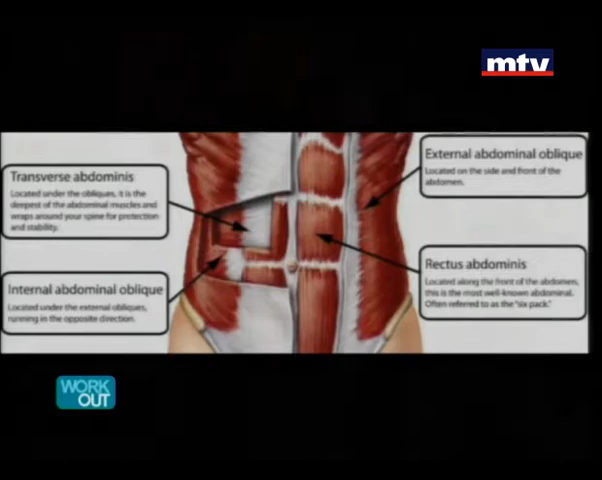 mtv
Transverse abdominis
Located under the obliques, it is the
deepest of the abdominal muscles and
wraps around your spine for protection
and stability.
External abdominal oblique
Located on the side and front of the
abdomen.
Internal abdominal oblique
Located under the external obliques,
running in the opposite direction.
Rectus abdominis
Located along the front of the abdomen,
this is the most well-known abdominal.
Often referred to as the "six pack."
WORK
OUT